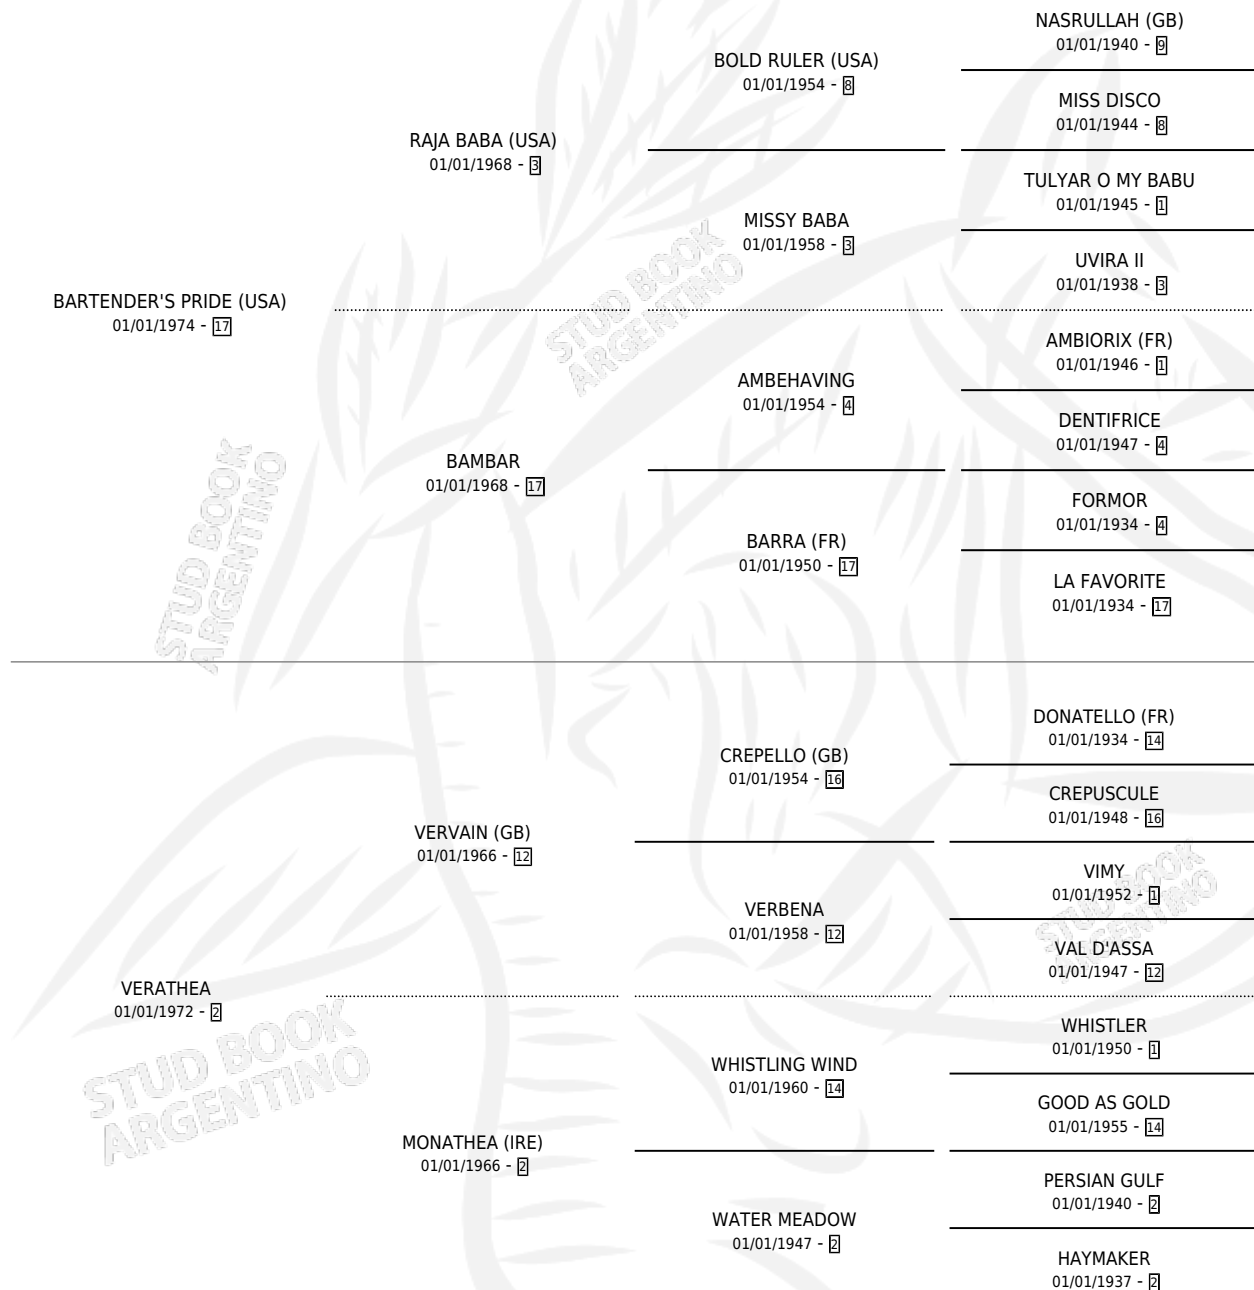 NASRULLAH (GB)
01/01/1940 - 9
BOLD RULER (USA)
01/01/1954 - 8
MISS DISCO
01/01/1944 - 8
RAJA BABA (USA)
01/01/1968 - 3
TULYAR O MY BABU
01/01/1945 - 1
MISSY BABA
01/01/1958 - 3
UVIRA II
01/01/1938 - 3
BARTENDER'S PRIDE (USA)
01/01/1974 - 17
AMBIORIX (FR)
01/01/1946 - 1
AMBEHAVING
01/01/1954 - 4
DENTIFRICE
01/01/1947 - 4
BAMBAR
01/01/1968 - 17
FORMOR
01/01/1934 - 4
BARRA (FR)
01/01/1950 - 17
LA FAVORITE
01/01/1934 - 17
DONATELLO (FR)
01/01/1934 - 14
CREPELLO (GB)
01/01/1954 - 16
CREPUSCULE
01/01/1948 - 16
VERVAIN (GB)
01/01/1966 - 12
VIMY
01/01/1952 - 1
VERBENA
01/01/1958 - 12
VAL D'ASSA
01/01/1947 - 12
VERATHEA
01/01/1972 - 2
WHISTLER
01/01/1950 - 1
WHISTLING WIND
01/01/1960 - 14
GOOD AS GOLD
01/01/1955 - 14
MONATHEA (IRE)
01/01/1966 - 2
PERSIAN GULF
01/01/1940 - 2
WATER MEADOW
01/01/1947 - 2
HAYMAKER
01/01/1937 - 2
STUD BOOK
ARGENTINO
STUD BOOK
ARGENTINO
STUD BOOK
ARGENTINO
STUD BOOK
ARGENTINO